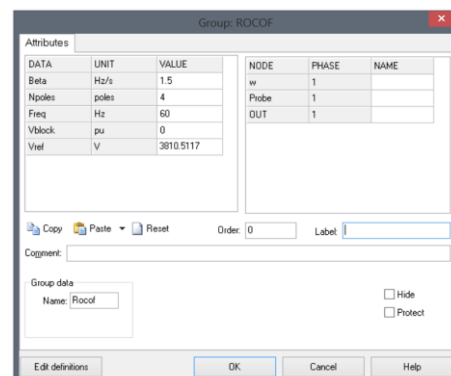 Group: ROCOF
Attributes
DATA UNIT VALUE
Beta Hz/s 1.5
Npoles poles 4
Freq Hz 60
Vblock pu 0
Vref V 3810.5117
NODE PHASE NAME
w 1
Probe 1
OUT 1
Copy Paste Reset Order: 0 Label:
Comment:
Group data
Name: Rocof
Hide
Protect
Edit definitions OK Cancel Help